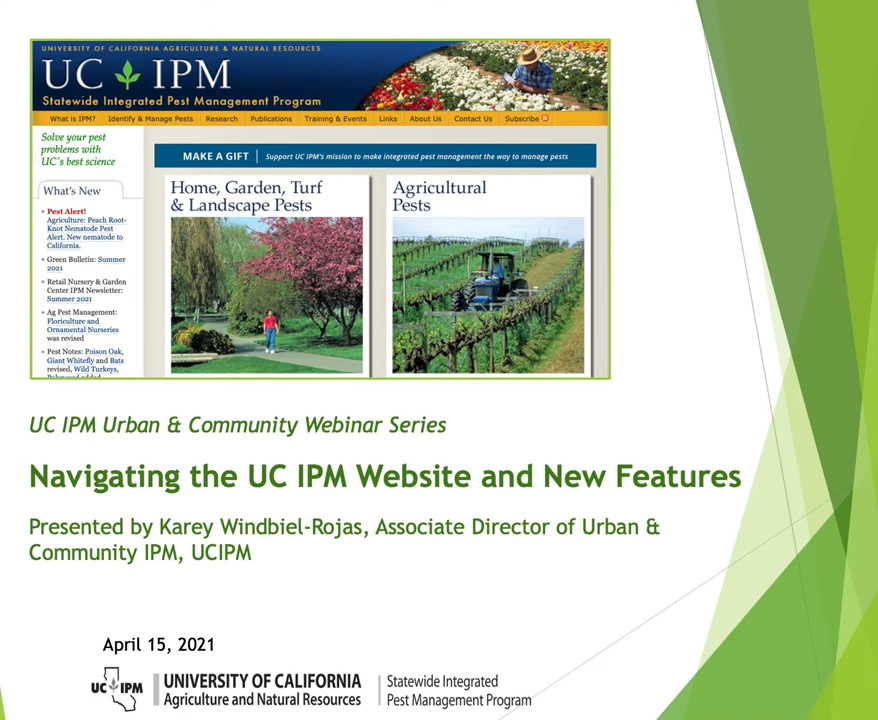 UNIVERSITY OF CALIFORNIA AGRICULTURE & NATURAL RESOURCES
UC IPM
Statewide Integrated Pest Management Program
What is IPM? Identify & Manage Pests Research Publications Training & Events Links About Us Contact Us Subscribe
Solve your pest
problems with
UC's best science
MAKE A GIFT | Support UC IPM's mission to make integrated pest management the way to manage pests
What's New
Pest Alert!
Agriculture: Peach Root-
Knot Nematode Pest
Alert. New nematode to
California.
Green Bulletin: Summer
2021
Retail Nursery & Garden
Center IPM Newsletter:
Summer 2021
Ag Pest Management:
Floriculture and
Ornamental Nurseries
was revised
Pest Notes: Poison Oak,
Giant Whitefly and Bats
revised, Wild Turkeys,
Home, Garden, Turf
& Landscape Pests
Agricultural
Pests
UC IPM Urban & Community Webinar Series
Navigating the UC IPM Website and New Features
Presented by Karey Windbiel-Rojas, Associate Director of Urban &
Community IPM, UCIPM
April 15, 2021
UC IPM
UNIVERSITY OF CALIFORNIA
Agriculture and Natural Resources
Statewide Integrated
Pest Management Program